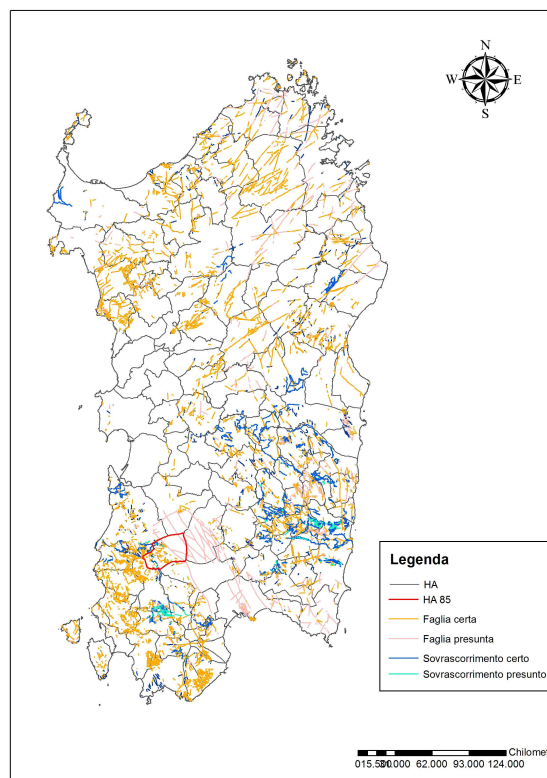 N
W E
S
Legenda
HA
HA 85
Faglia certa
Faglia presunta
Sovrascorrimento certo
Sovrascorrimento presunto
Chilomet
62.000 93.000 124.000